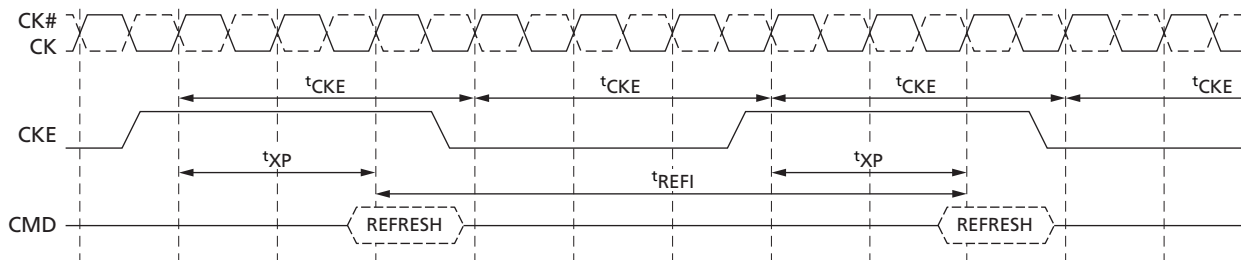 CK#
CK
tCKE tCKE tCKE tCKE
CKE
tXP tXP
tREFI
CMD REFRESH REFRESH